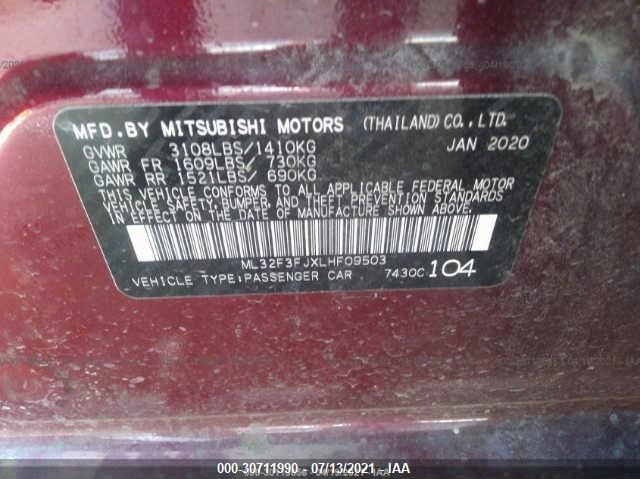 MFD.BY MITSUBISHI MOTORS (THAILAND)CO.,LTD.
GVWR 3108LBS/1410KG JAN 2020
GAWR FR 1609LBS/ 730KG
GAWR RR 1521LBS/ 690KG
THIS VEHICLE CONFORMS TO ALL APPLICABLE FEDERAL MOTOR
VEHICLE SAFETY, BUMPER, AND THEFT PREVENTION STANDARDS
IN EFFECT ON THE DATE OF MANUFACTURE SHOWN ABOVE.
ML32F3FJXLHF09503
VEHICLE TYPE:PASSENGER CAR 7430C 104
000-30711990 - 07/13/2021 - IAA